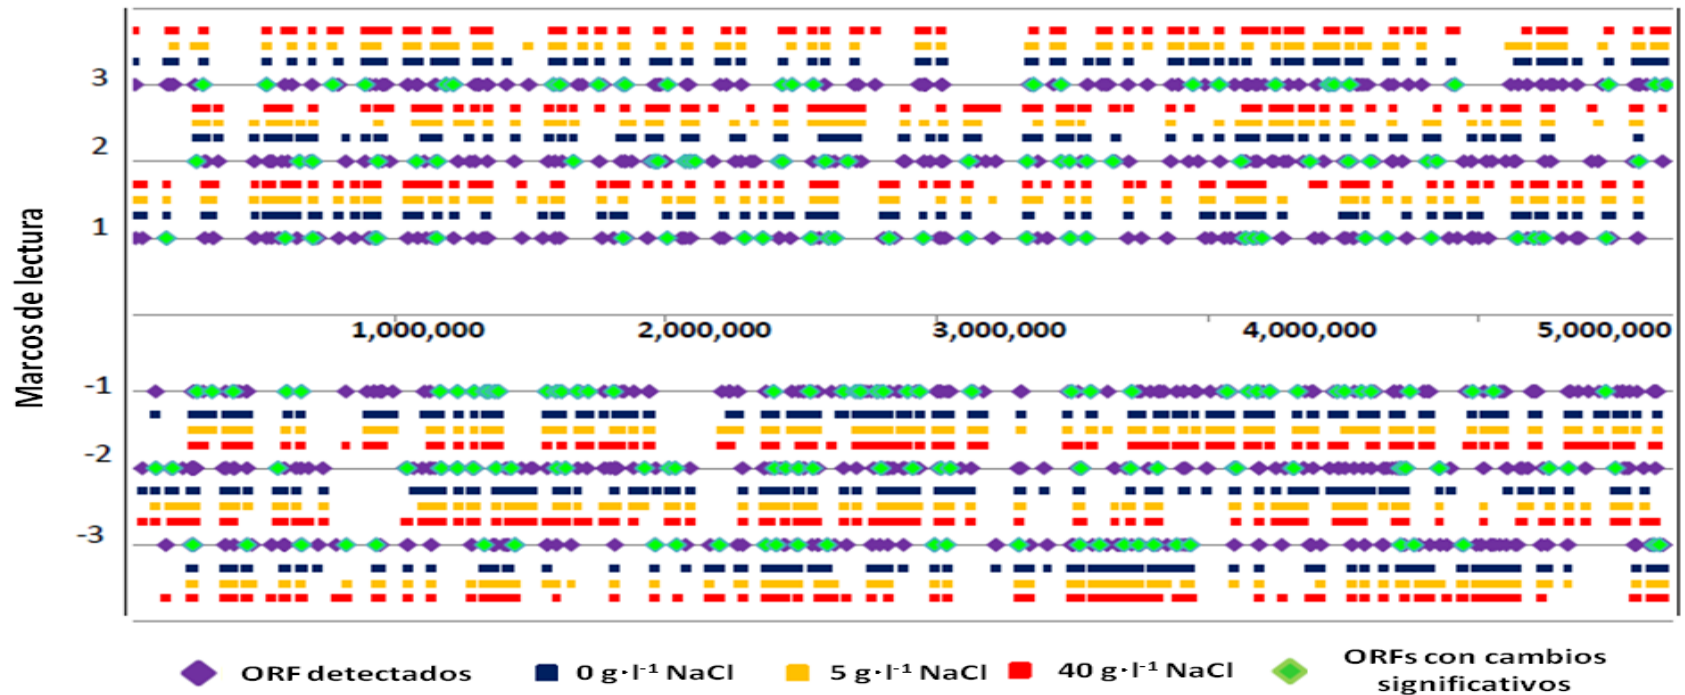 Marcos de lectura
3
2
1
1,000,000 2,000,000 3,000,000 4,000,000 5,000,000
-1
-2
-3
ORF detectados 0 g·l⁻¹ NaCl 5 g·l⁻¹ NaCl 40 g·l⁻¹ NaCl ORFs con cambios
significativos